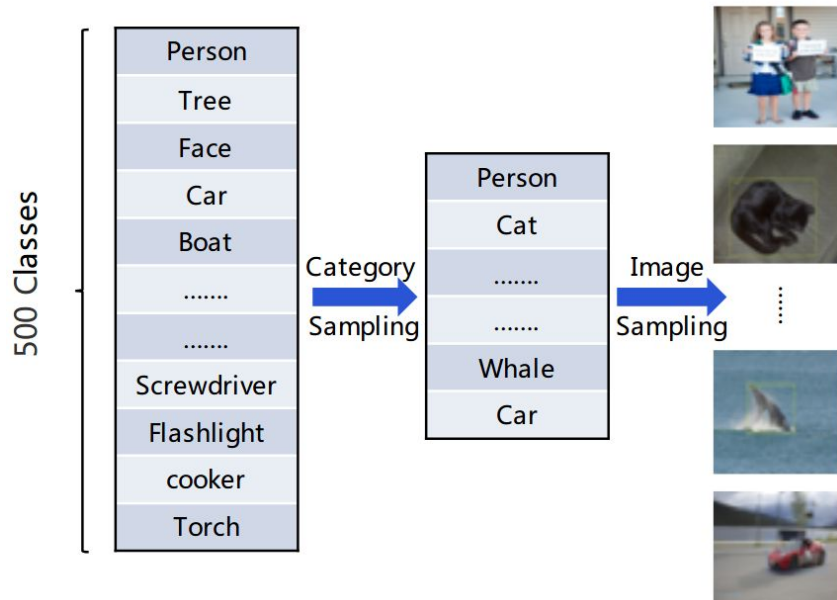 500 Classes
Person
Tree
Face
Car
Boat
.......
.......
Screwdriver
Flashlight
cooker
Torch
Category
Sampling
Person
Cat
.......
.......
Whale
Car
Image
Sampling
......